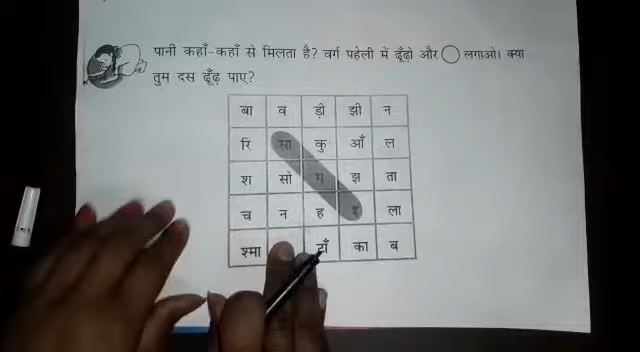 पानी कहाँ-कहाँ से मिलता है? वर्ग पहेली में ढूँढ़ो और लगाओ। क्या
तुम दस ढूँढ़ पाए?
बा व ड़ी झी न
रि सा कु आँ ल
श सो ग झ ता
च न ह र ला
श्मा टाँ का ब